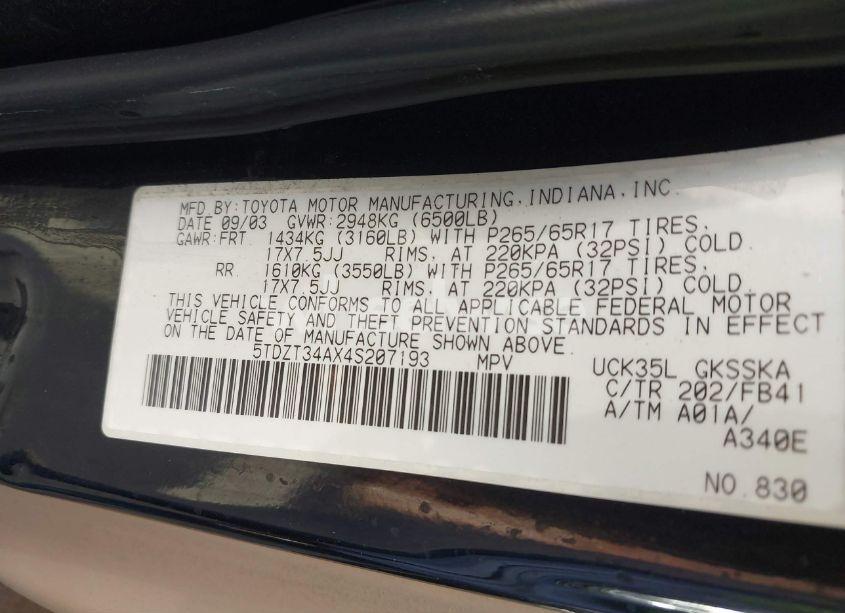 MFD.BY:TOYOTA MOTOR MANUFACTURING,INDIANA,INC.
DATE 09/03 GVWR:2948KG (6500LB)
GAWR:FRT. 1434KG (3160LB) WITH P265/65R17 TIRES.
17X7.5JJ RIMS. AT 220KPA (32PSI) COLD.
RR. 1610KG (3550LB) WITH P265/65R17 TIRES.
17X7.5JJ RIMS. AT 220KPA (32PSI) COLD.
THIS VEHICLE CONFORMS TO ALL APPLICABLE FEDERAL MOTOR
VEHICLE SAFETY AND THEFT PREVENTION STANDARDS IN EFFECT
ON THE DATE OF MANUFACTURE SHOWN ABOVE.
5TDZT34AX4S207193 MPV
UCK35L GKSSKA
C/TR 202/FB41
A/TM A01A/
A340E
NO.830